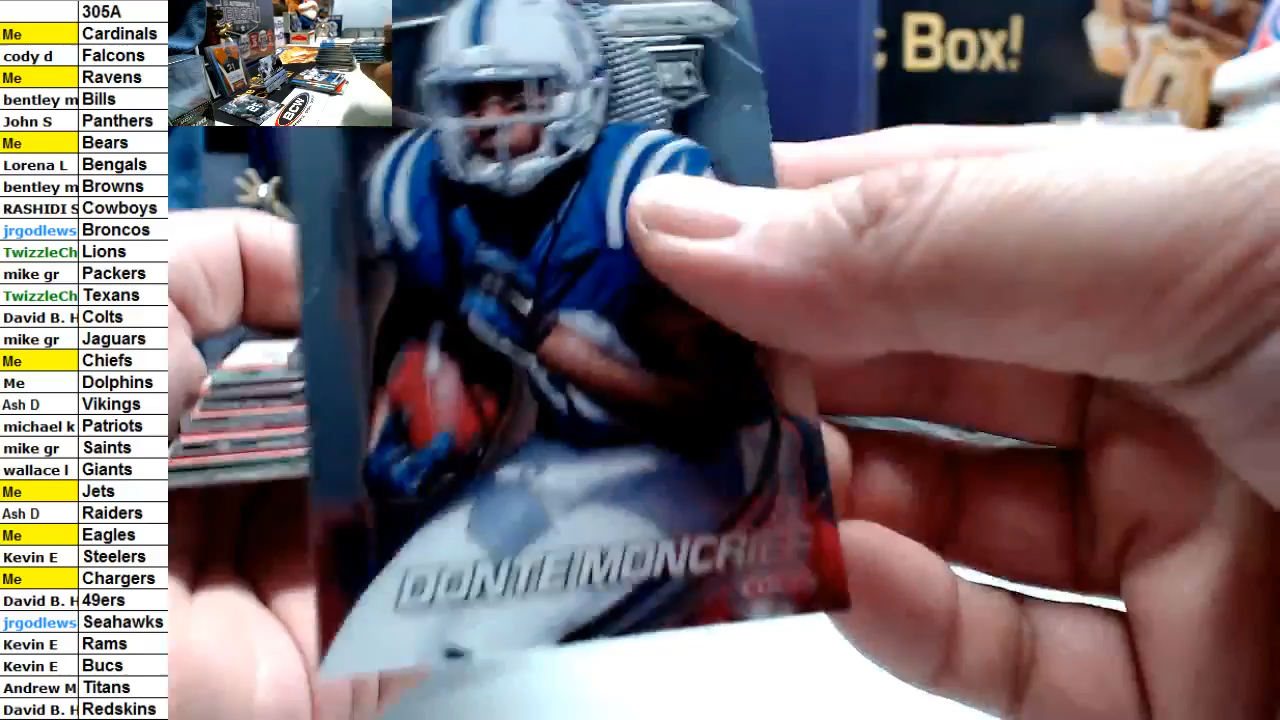 305A
Me Cardinals
cody d Falcons
Me Ravens
bentley m Bills
John S Panthers
Me Bears
Lorena L Bengals
bentley m Browns
RASHIDI S Cowboys
jrgodlews Broncos
TwizzleCh Lions
mike gr Packers
TwizzleCh Texans
David B. H Colts
mike gr Jaguars
Me Chiefs
Me Dolphins
Ash D Vikings
michael k Patriots
mike gr Saints
wallace l Giants
Me Jets
Ash D Raiders
Me Eagles
Kevin E Steelers
Me Chargers
David B. H 49ers
jrgodlews Seahawks
Kevin E Rams
Kevin E Bucs
Andrew M Titans
David B. H Redskins
BCW
Box!
DONTE MONCRIEF